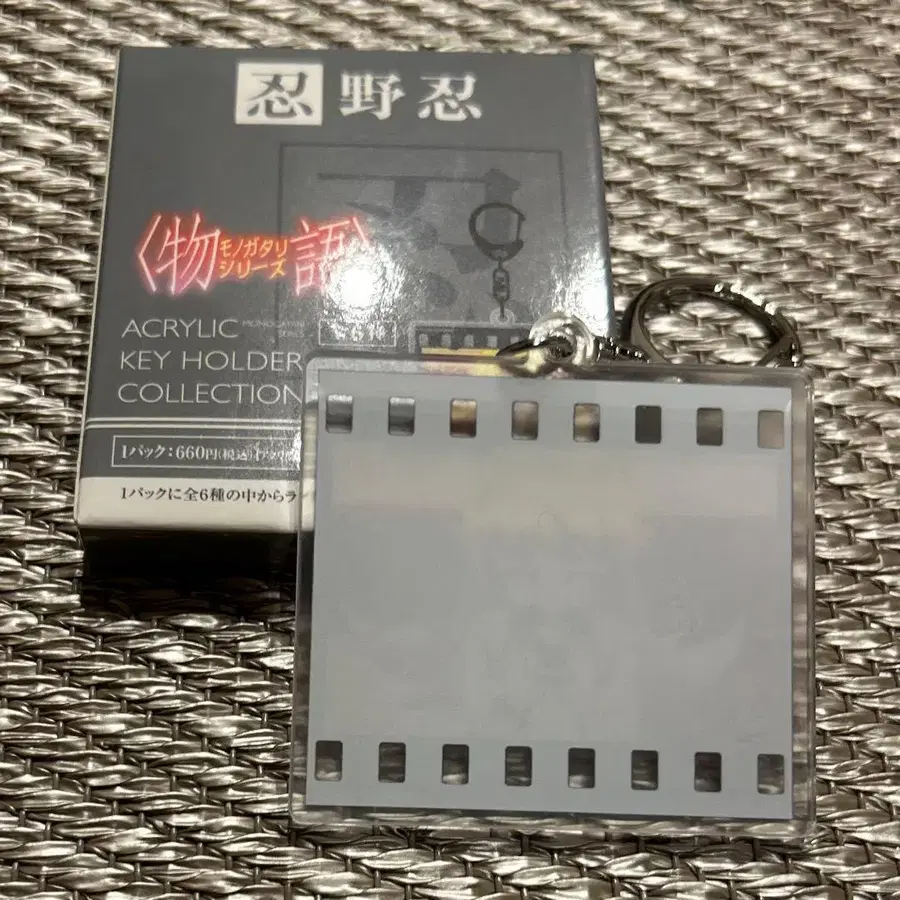 忍野忍
〈物語〉
モノガタリ
シリーズ
ACRYLIC
KEY HOLDER
COLLECTION
1パック：660円(税込)
1パックに全6種の中からラ